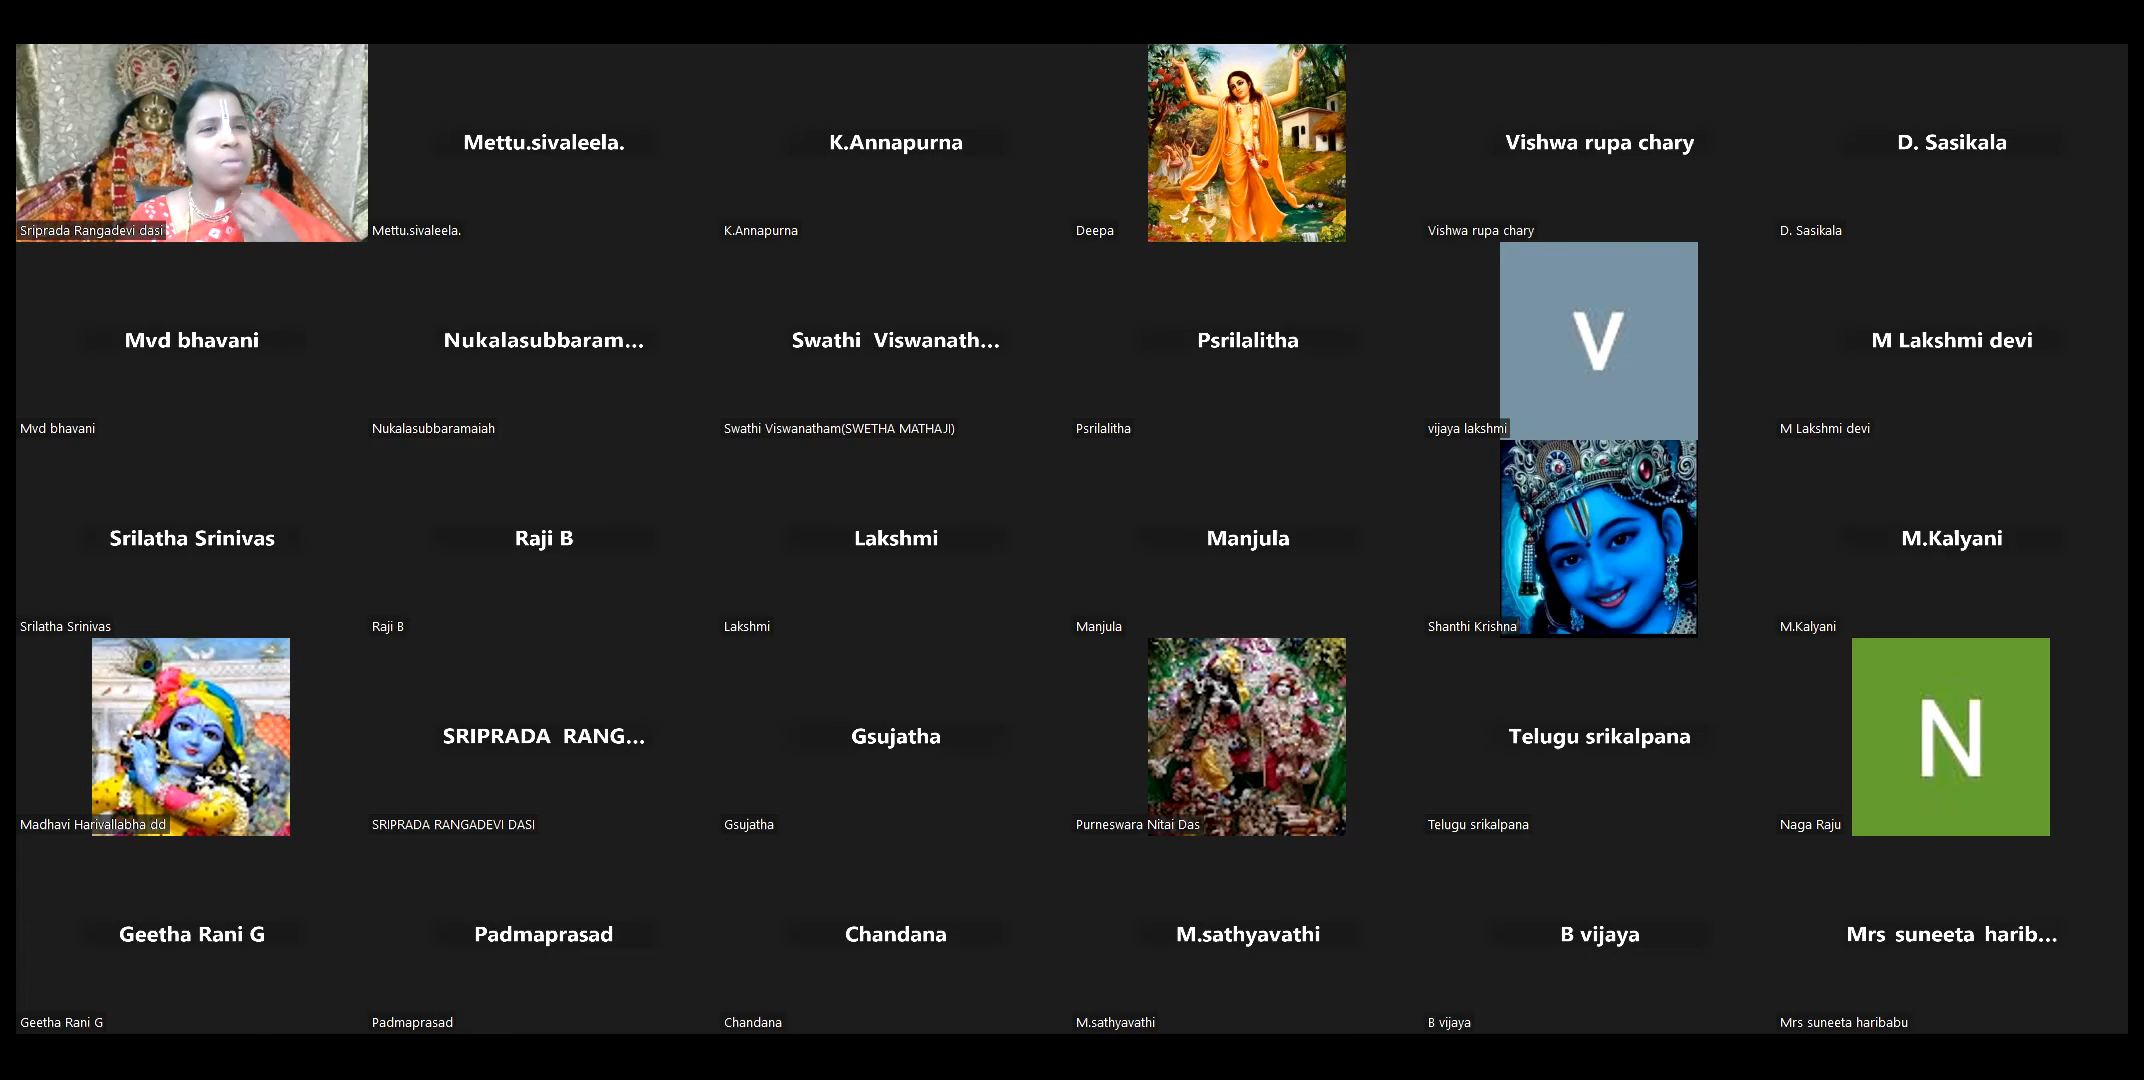 Sriprada Rangadevi dasi
Mettu.sivaleela.
Mettu.sivaleela.
K.Annapurna
K.Annapurna
Deepa
Vishwa rupa chary
Vishwa rupa chary
D. Sasikala
D. Sasikala
Mvd bhavani
Mvd bhavani
Nukalasubbaram...
Nukalasubbaramaiah
Swathi Viswanath...
Swathi Viswanatham(SWETHA MATHAJI)
Psrilalitha
Psrilalitha
V
vijaya lakshmi
M Lakshmi devi
M Lakshmi devi
Srilatha Srinivas
Srilatha Srinivas
Raji B
Raji B
Lakshmi
Lakshmi
Manjula
Manjula
Shanthi Krishna
M.Kalyani
M.Kalyani
Madhavi Harivallabha dd
SRIPRADA RANG...
SRIPRADA RANGADEVI DASI
Gsujatha
Gsujatha
Purneswara Nitai Das
Telugu srikalpana
Telugu srikalpana
N
Naga Raju
Geetha Rani G
Geetha Rani G
Padmaprasad
Padmaprasad
Chandana
Chandana
M.sathyavathi
M.sathyavathi
B vijaya
B vijaya
Mrs suneeta harib...
Mrs suneeta haribabu